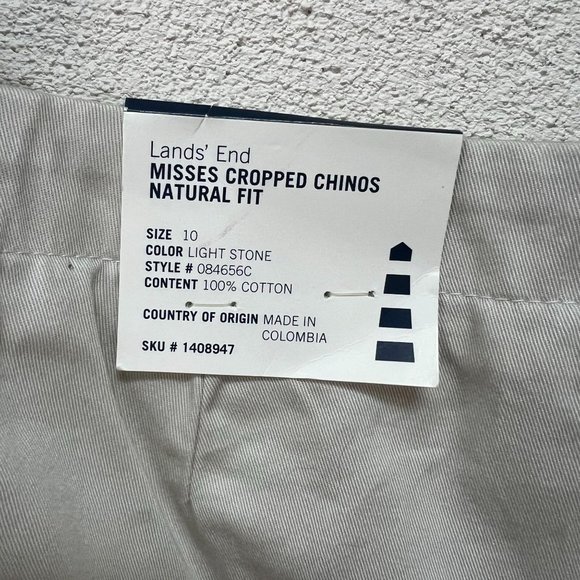 Lands' End
MISSES CROPPED CHINOS
NATURAL FIT
SIZE 10
COLOR LIGHT STONE
STYLE # 084656C
CONTENT 100% COTTON
COUNTRY OF ORIGIN MADE IN
COLOMBIA
SKU # 1408947